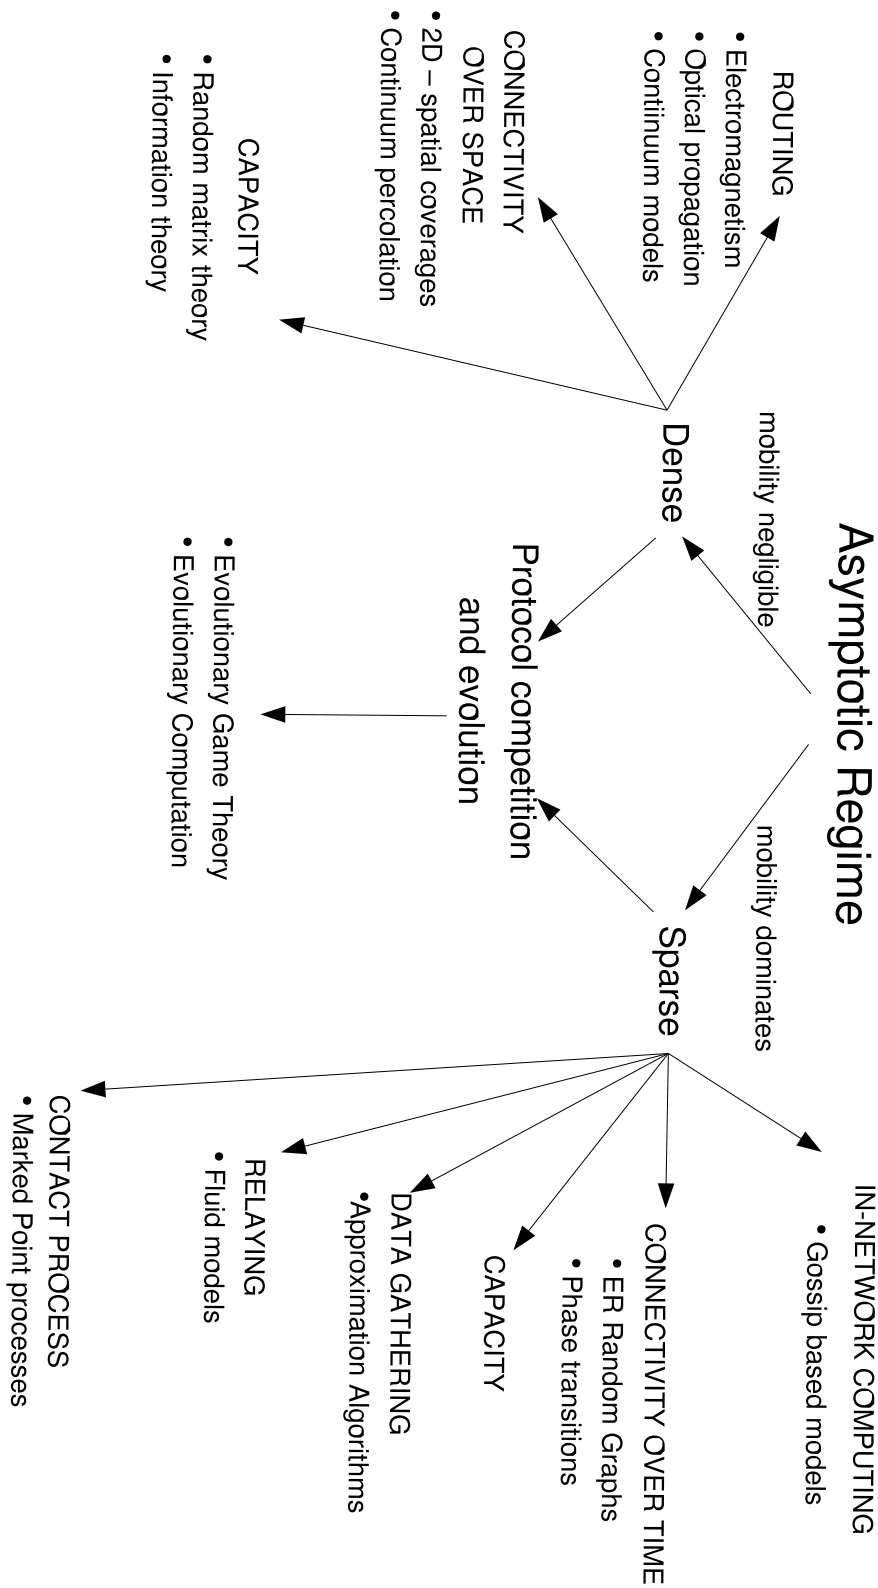 Asymptotic Regime
mobility negligible
mobility dominates
Dense
Sparse
ROUTING
• Electromagnetism
• Optical propagation
• Contiinuum models
CONNECTIVITY
OVER SPACE
• 2D – spatial coverages
• Continuum percolation
CAPACITY
• Random matrix theory
• Information theory
Protocol competition
and evolution
• Evolutionary Game Theory
• Evolutionary Computation
IN-NETWORK COMPUTING
• Gossip based models
CONNECTIVITY OVER TIME
• ER Random Graphs
• Phase transitions
CAPACITY
DATA GATHERING
•Approximation Algorithms
RELAYING
• Fluid models
CONTACT PROCESS
• Marked Point processes